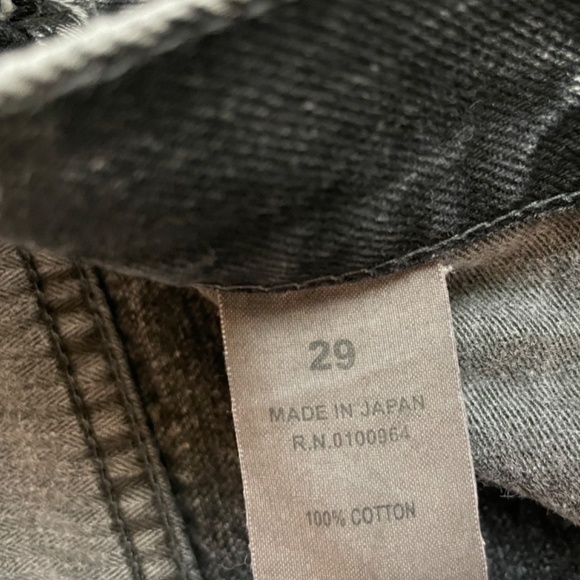 29
MADE IN JAPAN
R.N.0100964
100% COTTON